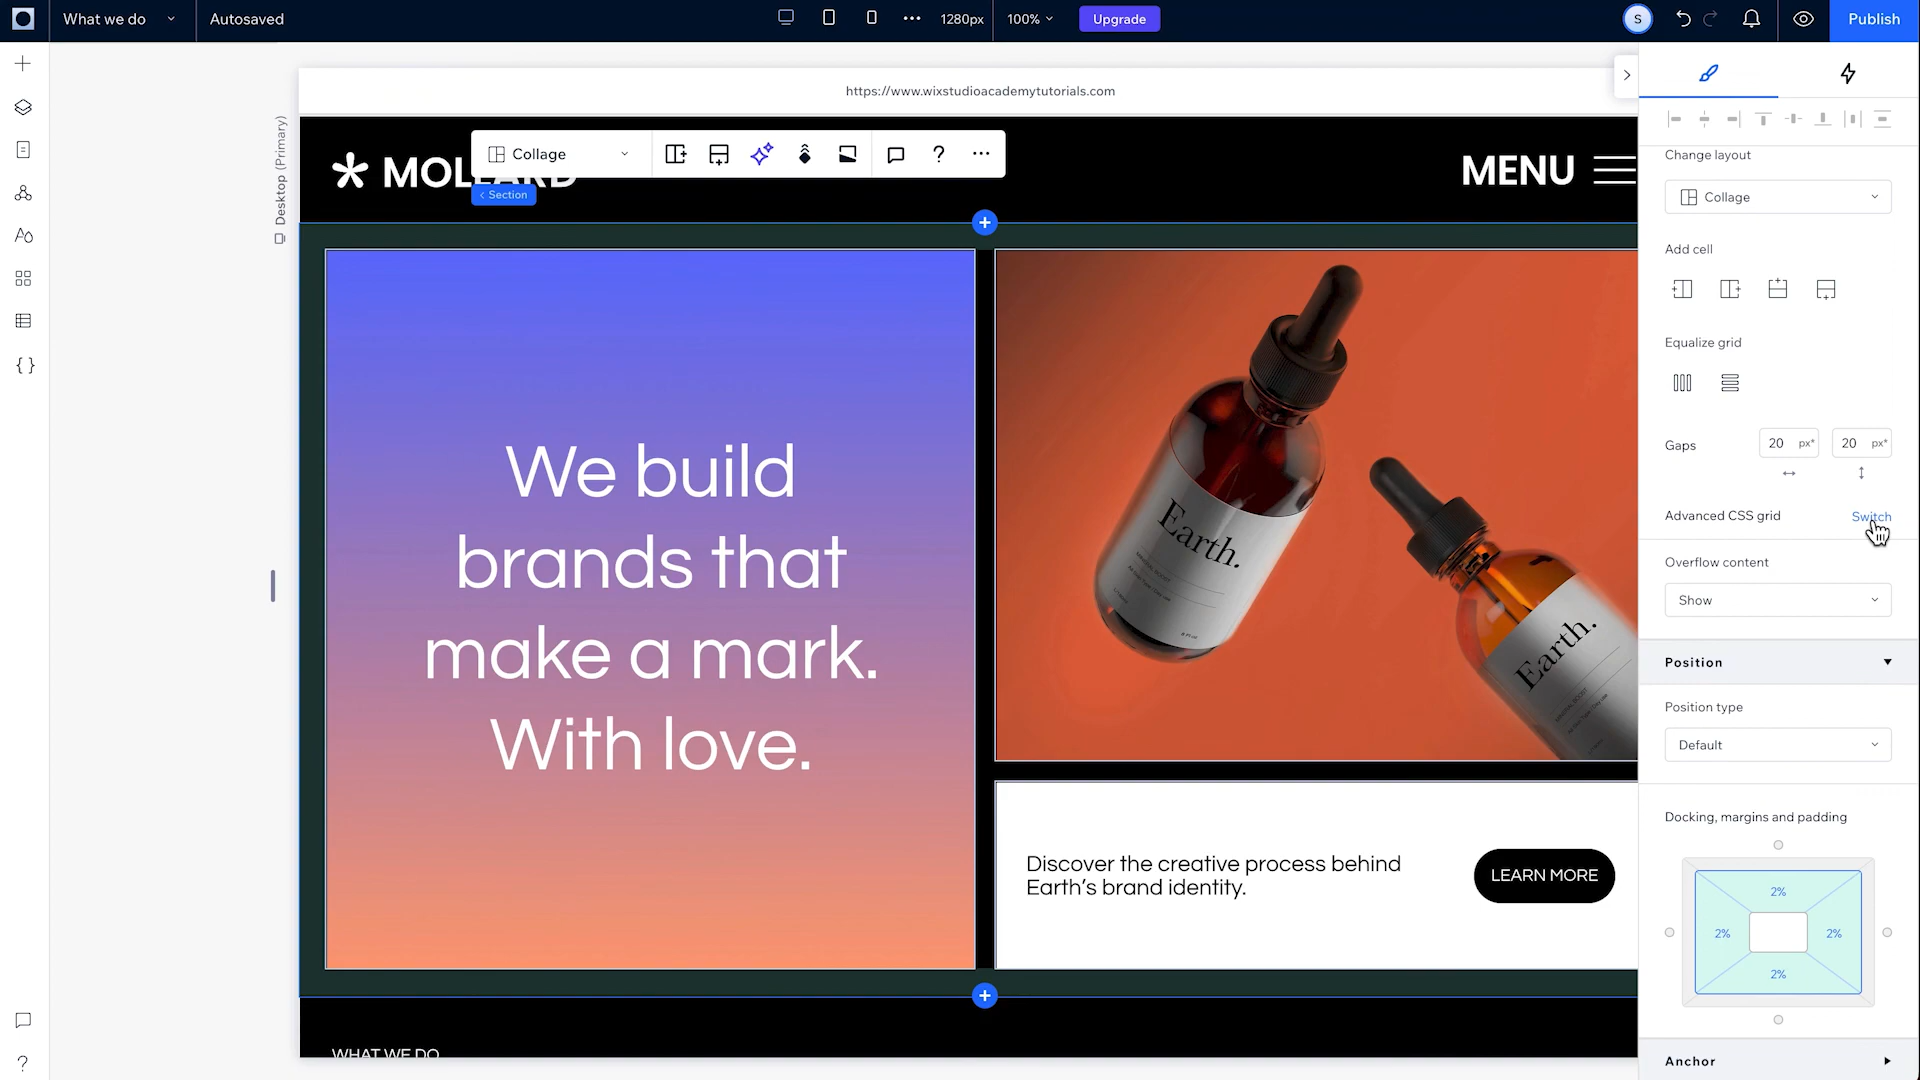 What we do
Autosaved
1280px
100%
Upgrade
S
Publish
https://www.wixstudioacademytutorials.com
Desktop (Primary)
Collage
< Section
MOLLARD
MENU
We build
brands that
make a mark.
With love.
Earth.
Earth.
Discover the creative process behind
Earth's brand identity.
LEARN MORE
WHAT WE DO
Change layout
Collage
Add cell
Equalize grid
Gaps
20 px*
20 px*
Advanced CSS grid
Switch
Overflow content
Show
Position
Position type
Default
Docking, margins and padding
2%
2%
2%
2%
Anchor